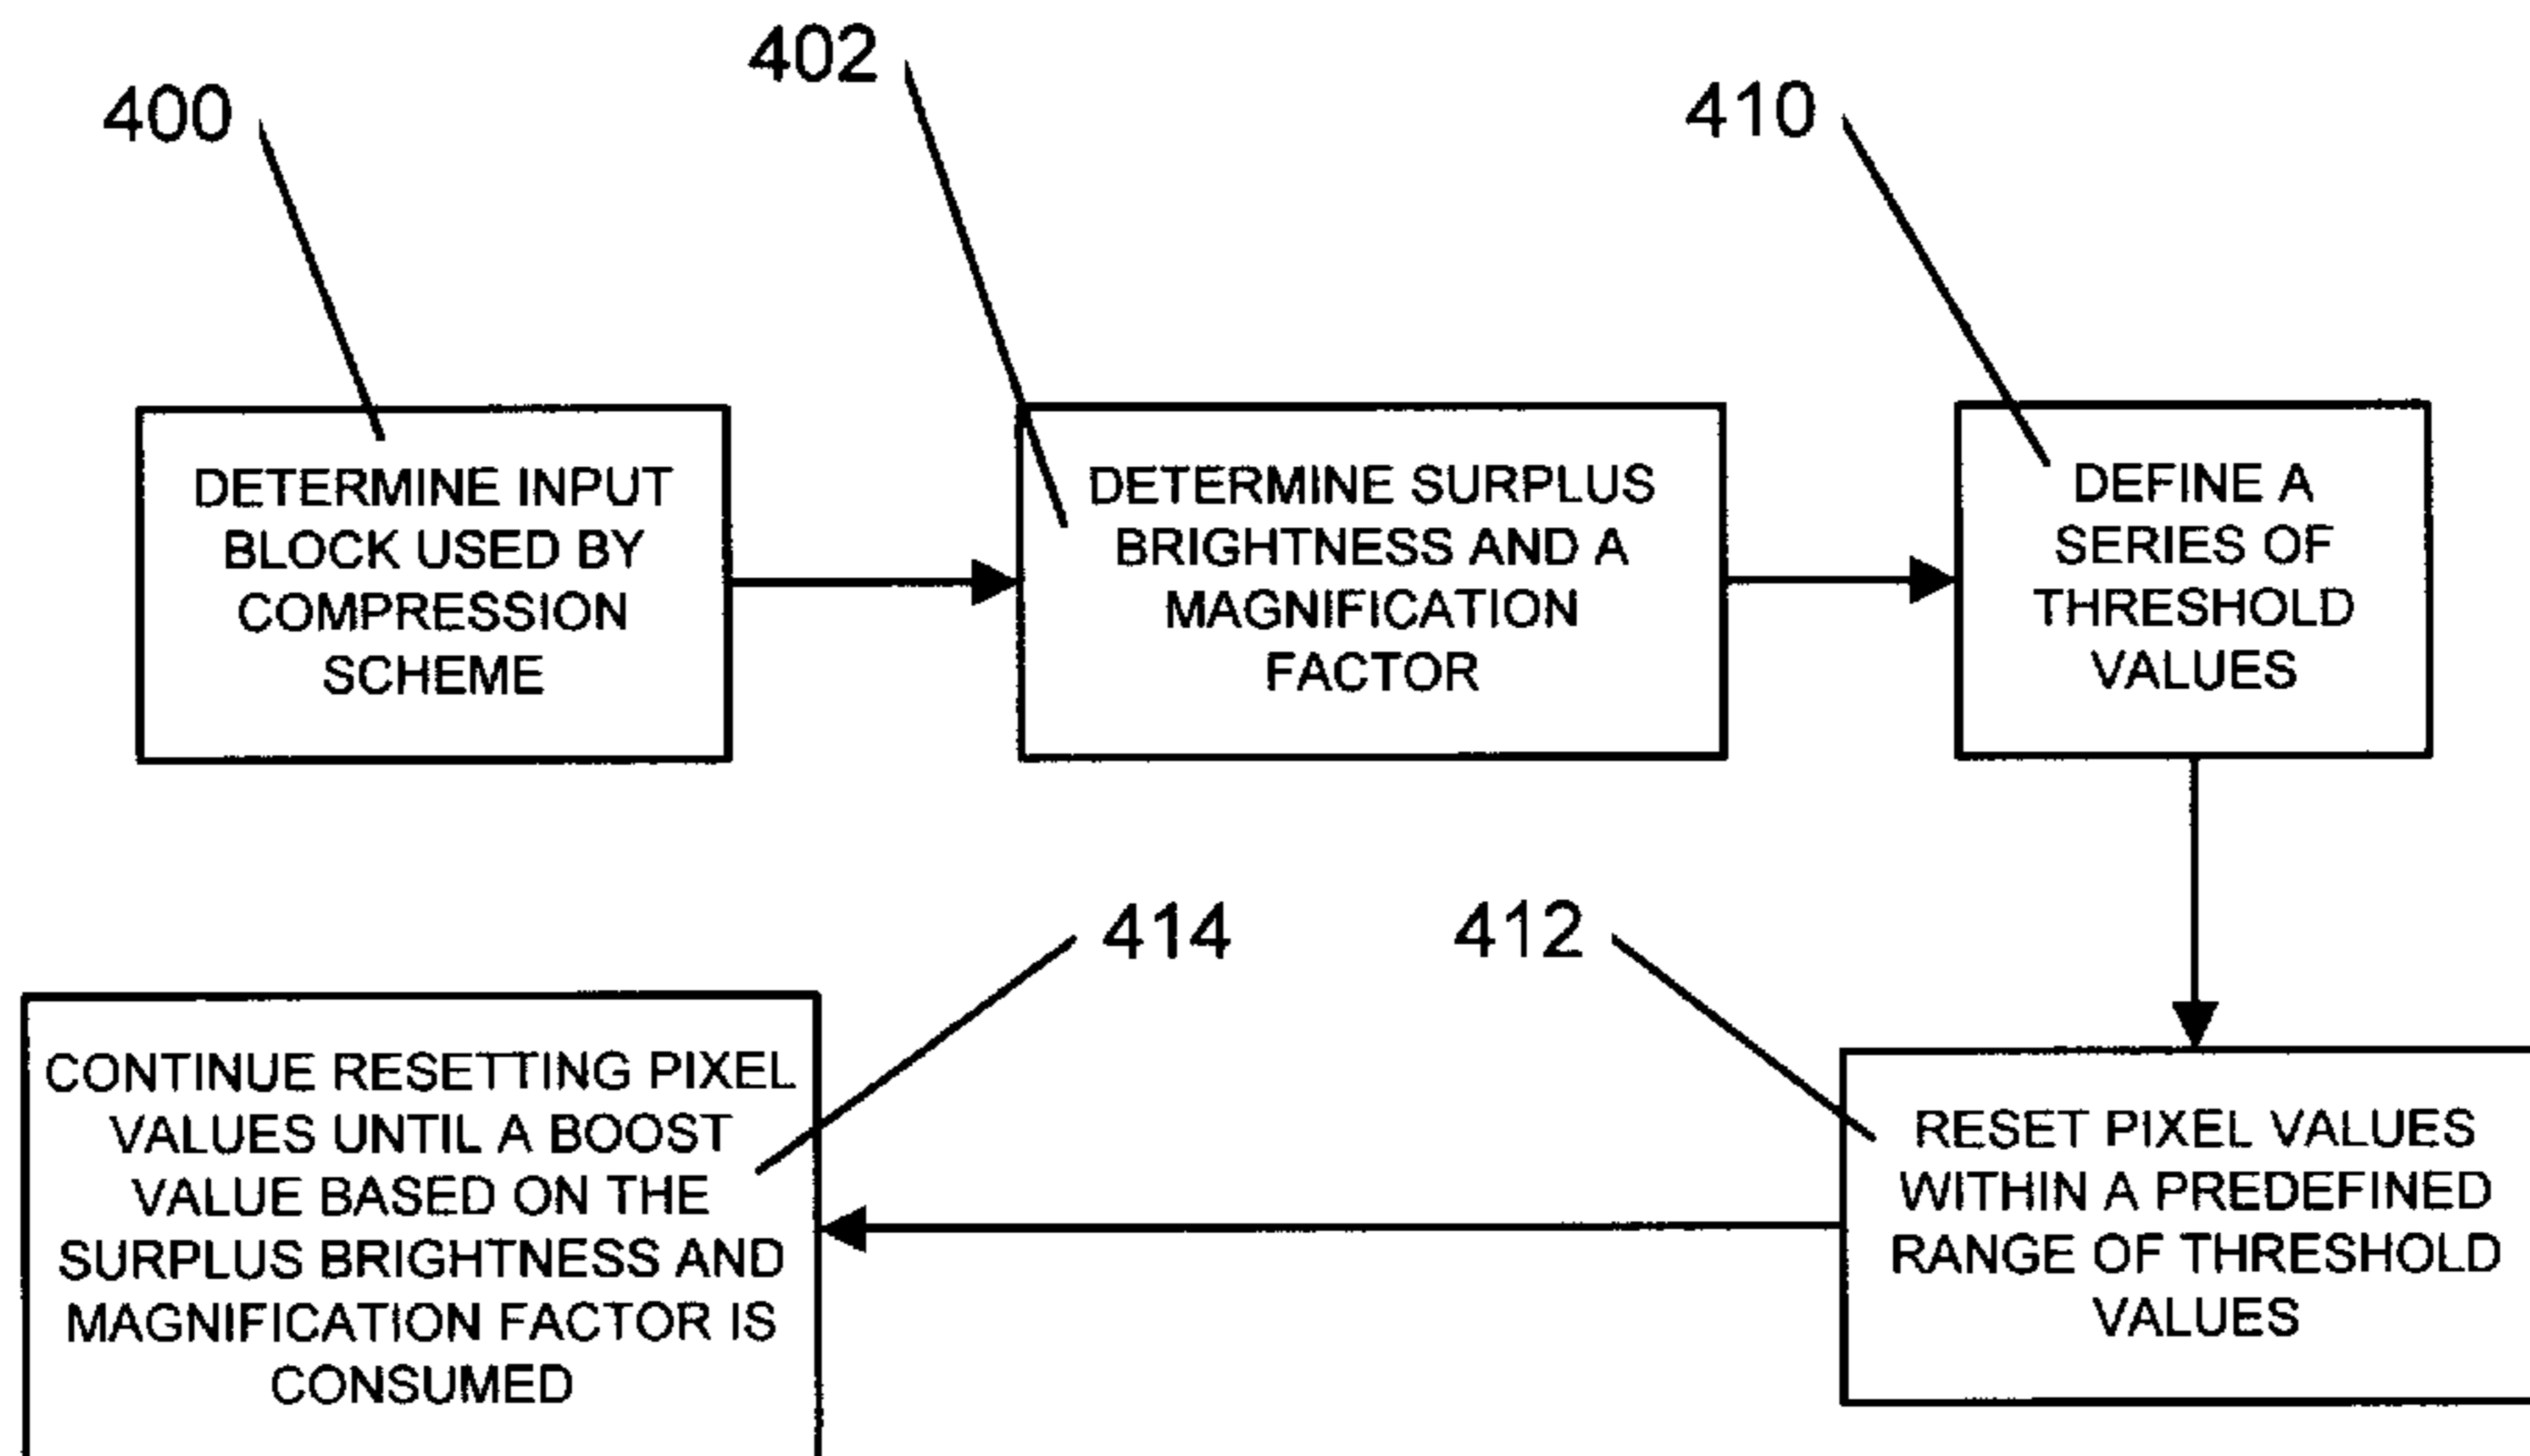 400
402
410
DETERMINE INPUT
BLOCK USED BY
COMPRESSION
SCHEME
DETERMINE SURPLUS
BRIGHTNESS AND A
MAGNIFICATION
FACTOR
DEFINE A
SERIES OF
THRESHOLD
VALUES
414
412
CONTINUE RESETTING PIXEL
VALUES UNTIL A BOOST
VALUE BASED ON THE
SURPLUS BRIGHTNESS AND
MAGNIFICATION FACTOR IS
CONSUMED
RESET PIXEL VALUES
WITHIN A PREDEFINED
RANGE OF THRESHOLD
VALUES